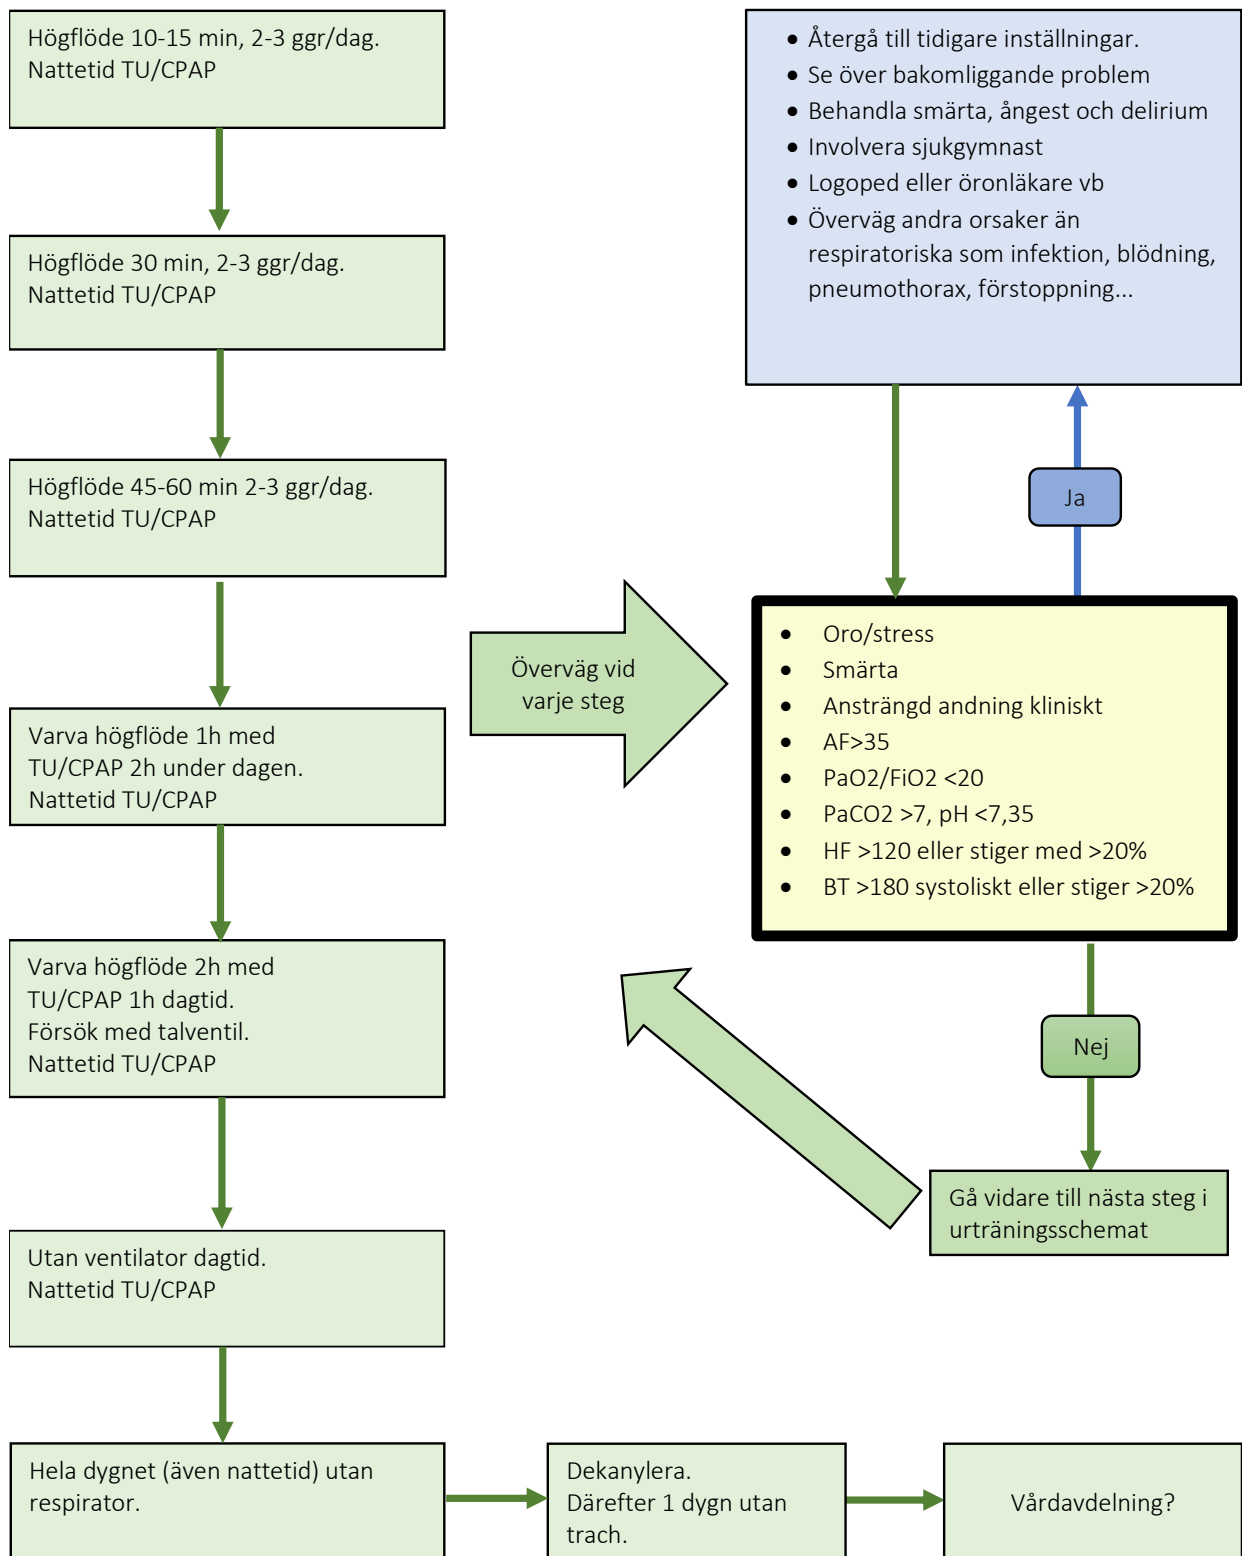 Högflöde 10-15 min, 2-3 ggr/dag.
Nattetid TU/CPAP
Högflöde 30 min, 2-3 ggr/dag.
Nattetid TU/CPAP
Högflöde 45-60 min 2-3 ggr/dag.
Nattetid TU/CPAP
Varva högflöde 1h med
TU/CPAP 2h under dagen.
Nattetid TU/CPAP
Varva högflöde 2h med
TU/CPAP 1h dagtid.
Försök med talventil.
Nattetid TU/CPAP
Utan ventilator dagtid.
Nattetid TU/CPAP
Hela dygnet (även nattetid) utan
respirator.
Dekanylera.
Därefter 1 dygn utan
trach.
Vårdavdelning?
Överväg vid
varje steg
• Återgå till tidigare inställningar.
• Se över bakomliggande problem
• Behandla smärta, ångest och delirium
• Involvera sjukgymnast
• Logoped eller öronläkare vb
• Överväg andra orsaker än
respiratoriska som infektion, blödning,
pneumothorax, förstoppning...
Ja
• Oro/stress
• Smärta
• Ansträngd andning kliniskt
• AF>35
• PaO2/FiO2 <20
• PaCO2 >7, pH <7,35
• HF >120 eller stiger med >20%
• BT >180 systoliskt eller stiger >20%
Nej
Gå vidare till nästa steg i
urträningsschemat